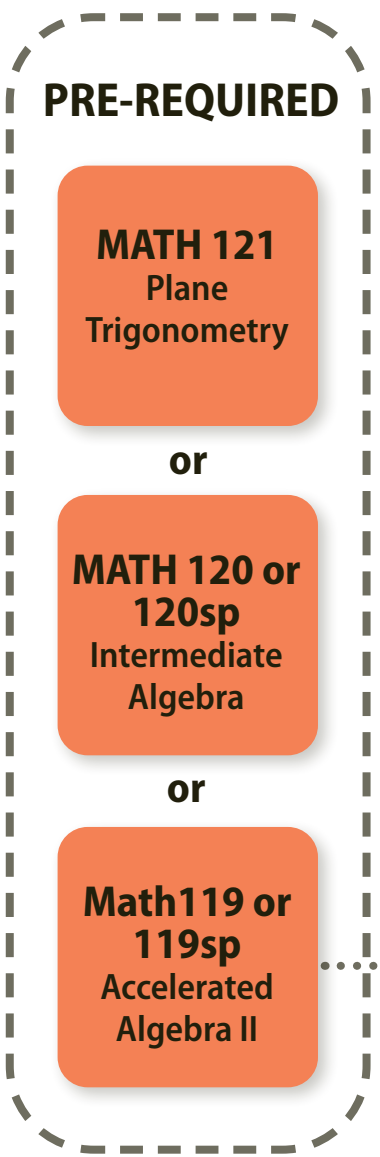 PRE-REQUIRED
MATH 121
Plane
Trigonometry
or
MATH 120 or
120sp
Intermediate
Algebra
or
Math119 or
119sp
Accelerated
Algebra II